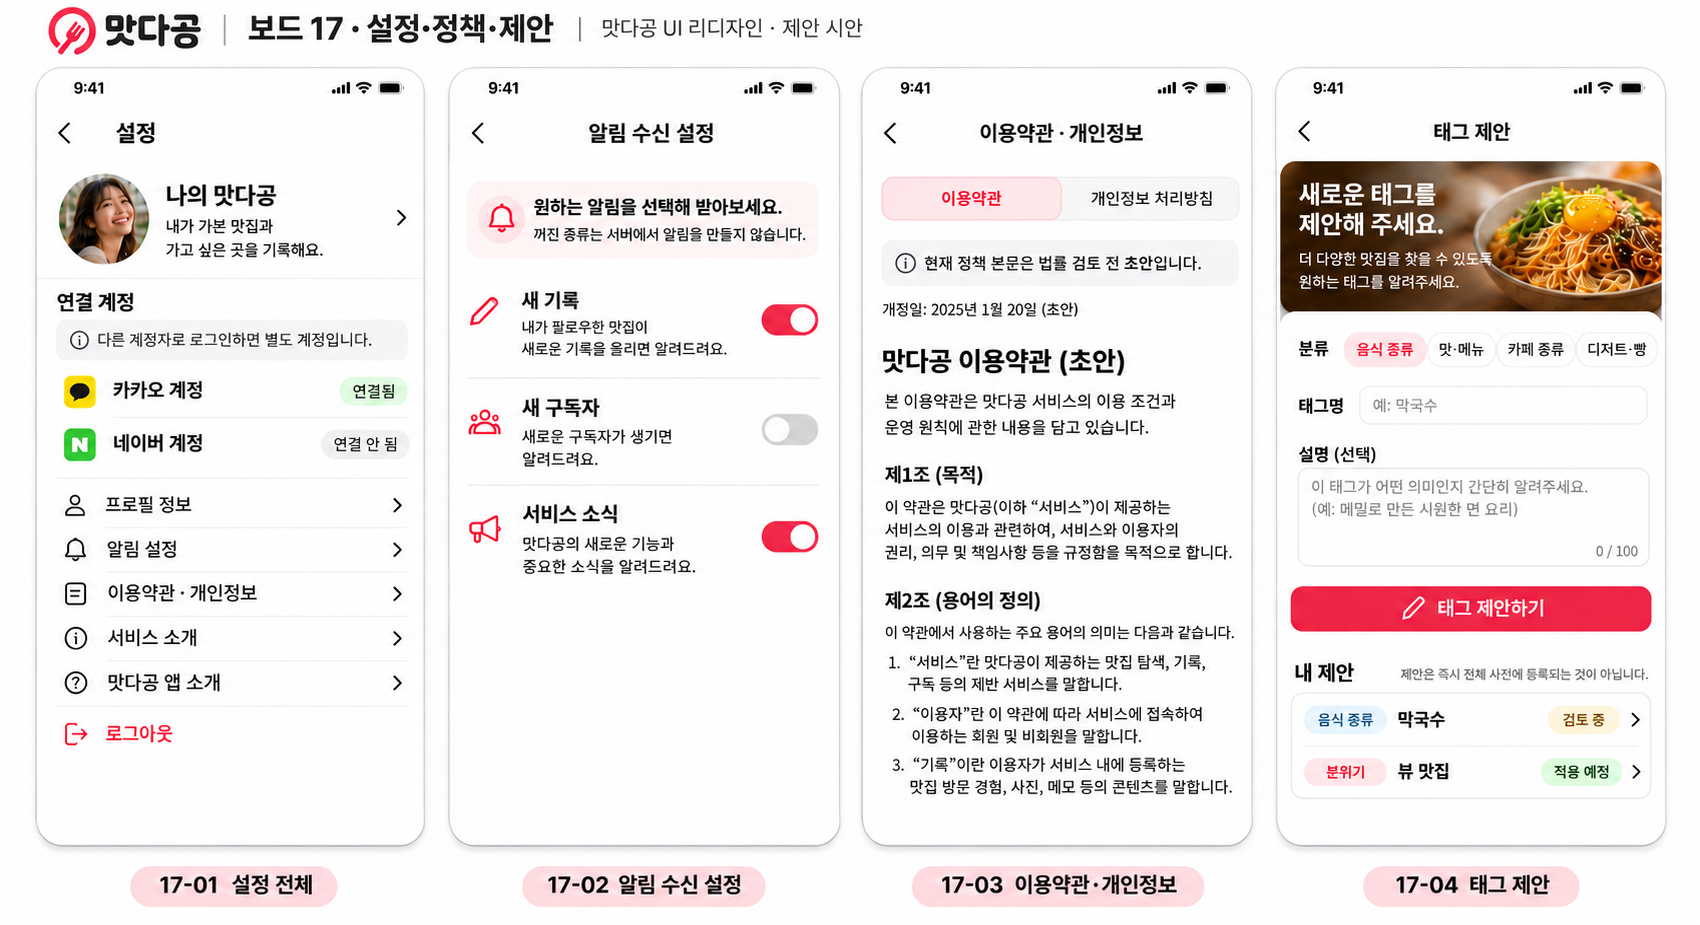 맛다공 | 보드 17 · 설정·정책·제안 | 맛다공 UI 리디자인 · 제안 시안
9:41
설정
나의 맛다공
내가 가본 맛집과
가고 싶은 곳을 기록해요.
연결 계정
다른 계정자로 로그인하면 별도 계정입니다.
카카오 계정 연결됨
N 네이버 계정 연결 안 됨
프로필 정보
알림 설정
이용약관 · 개인정보
서비스 소개
맛다공 앱 소개
로그아웃
17-01 설정 전체
9:41
알림 수신 설정
원하는 알림을 선택해 받아보세요.
꺼진 종류는 서버에서 알림을 만들지 않습니다.
새 기록
내가 팔로우한 맛집이
새로운 기록을 올리면 알려드려요.
새 구독자
새로운 구독자가 생기면
알려드려요.
서비스 소식
맛다공의 새로운 기능과
중요한 소식을 알려드려요.
17-02 알림 수신 설정
9:41
이용약관 · 개인정보
이용약관 개인정보 처리방침
현재 정책 본문은 법률 검토 전 초안입니다.
개정일: 2025년 1월 20일 (초안)
맛다공 이용약관 (초안)
본 이용약관은 맛다공 서비스의 이용 조건과
운영 원칙에 관한 내용을 담고 있습니다.
제1조 (목적)
이 약관은 맛다공(이하 “서비스”)이 제공하는
서비스의 이용과 관련하여, 서비스와 이용자의
권리, 의무 및 책임사항 등을 규정함을 목적으로 합니다.
제2조 (용어의 정의)
이 약관에서 사용하는 주요 용어의 의미는 다음과 같습니다.
1. “서비스”란 맛다공이 제공하는 맛집 탐색, 기록,
구독 등의 제반 서비스를 말합니다.
2. “이용자”란 이 약관에 따라 서비스에 접속하여
이용하는 회원 및 비회원을 말합니다.
3. “기록”이란 이용자가 서비스 내에 등록하는
맛집 방문 경험, 사진, 메모 등의 콘텐츠를 말합니다.
17-03 이용약관·개인정보
9:41
태그 제안
새로운 태그를
제안해 주세요.
더 다양한 맛짐을 찾을 수 있도록
원하는 태그를 알려주세요.
분류 음식 종류 맛·메뉴 카페 종류 디저트·빵
태그명 예: 막국수
설명 (선택)
이 태그가 어떤 의미인지 간단히 알려주세요.
(예: 메밀로 만든 시원한 면 요리)
0 / 100
태그 제안하기
내 제안 제안은 즉시 전체 사전에 등록되는 것이 아닙니다.
음식 종류 막국수 검토 중
분위기 뷰 맛집 적용 예정
17-04 태그 제안